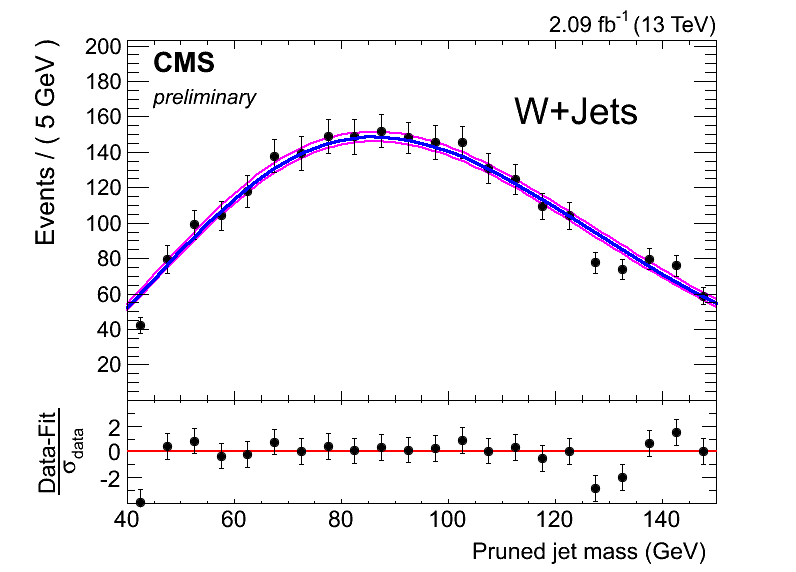 2.09 fb-1 (13 TeV)
CMS
preliminary
W+Jets
Events / ( 5 GeV )
200
180
160
140
120
100
80
60
40
20
Data-Fit
σdata
2
0
-2
40 60 80 100 120 140
Pruned jet mass (GeV)